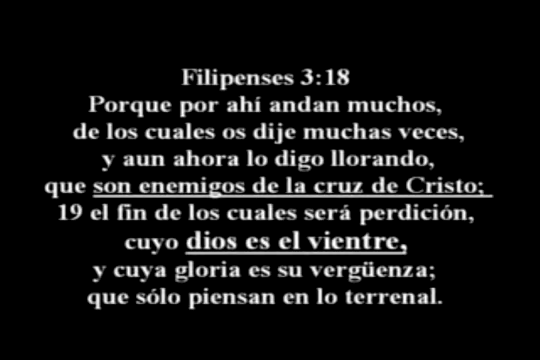 Filipenses 3:18
Porque por ahí andan muchos,
de los cuales os dije muchas veces,
y aun ahora lo digo llorando,
que son enemigos de la cruz de Cristo;
19 el fin de los cuales será perdición,
cuyo dios es el vientre,
y cuya gloria es su vergüenza;
que sólo piensan en lo terrenal.